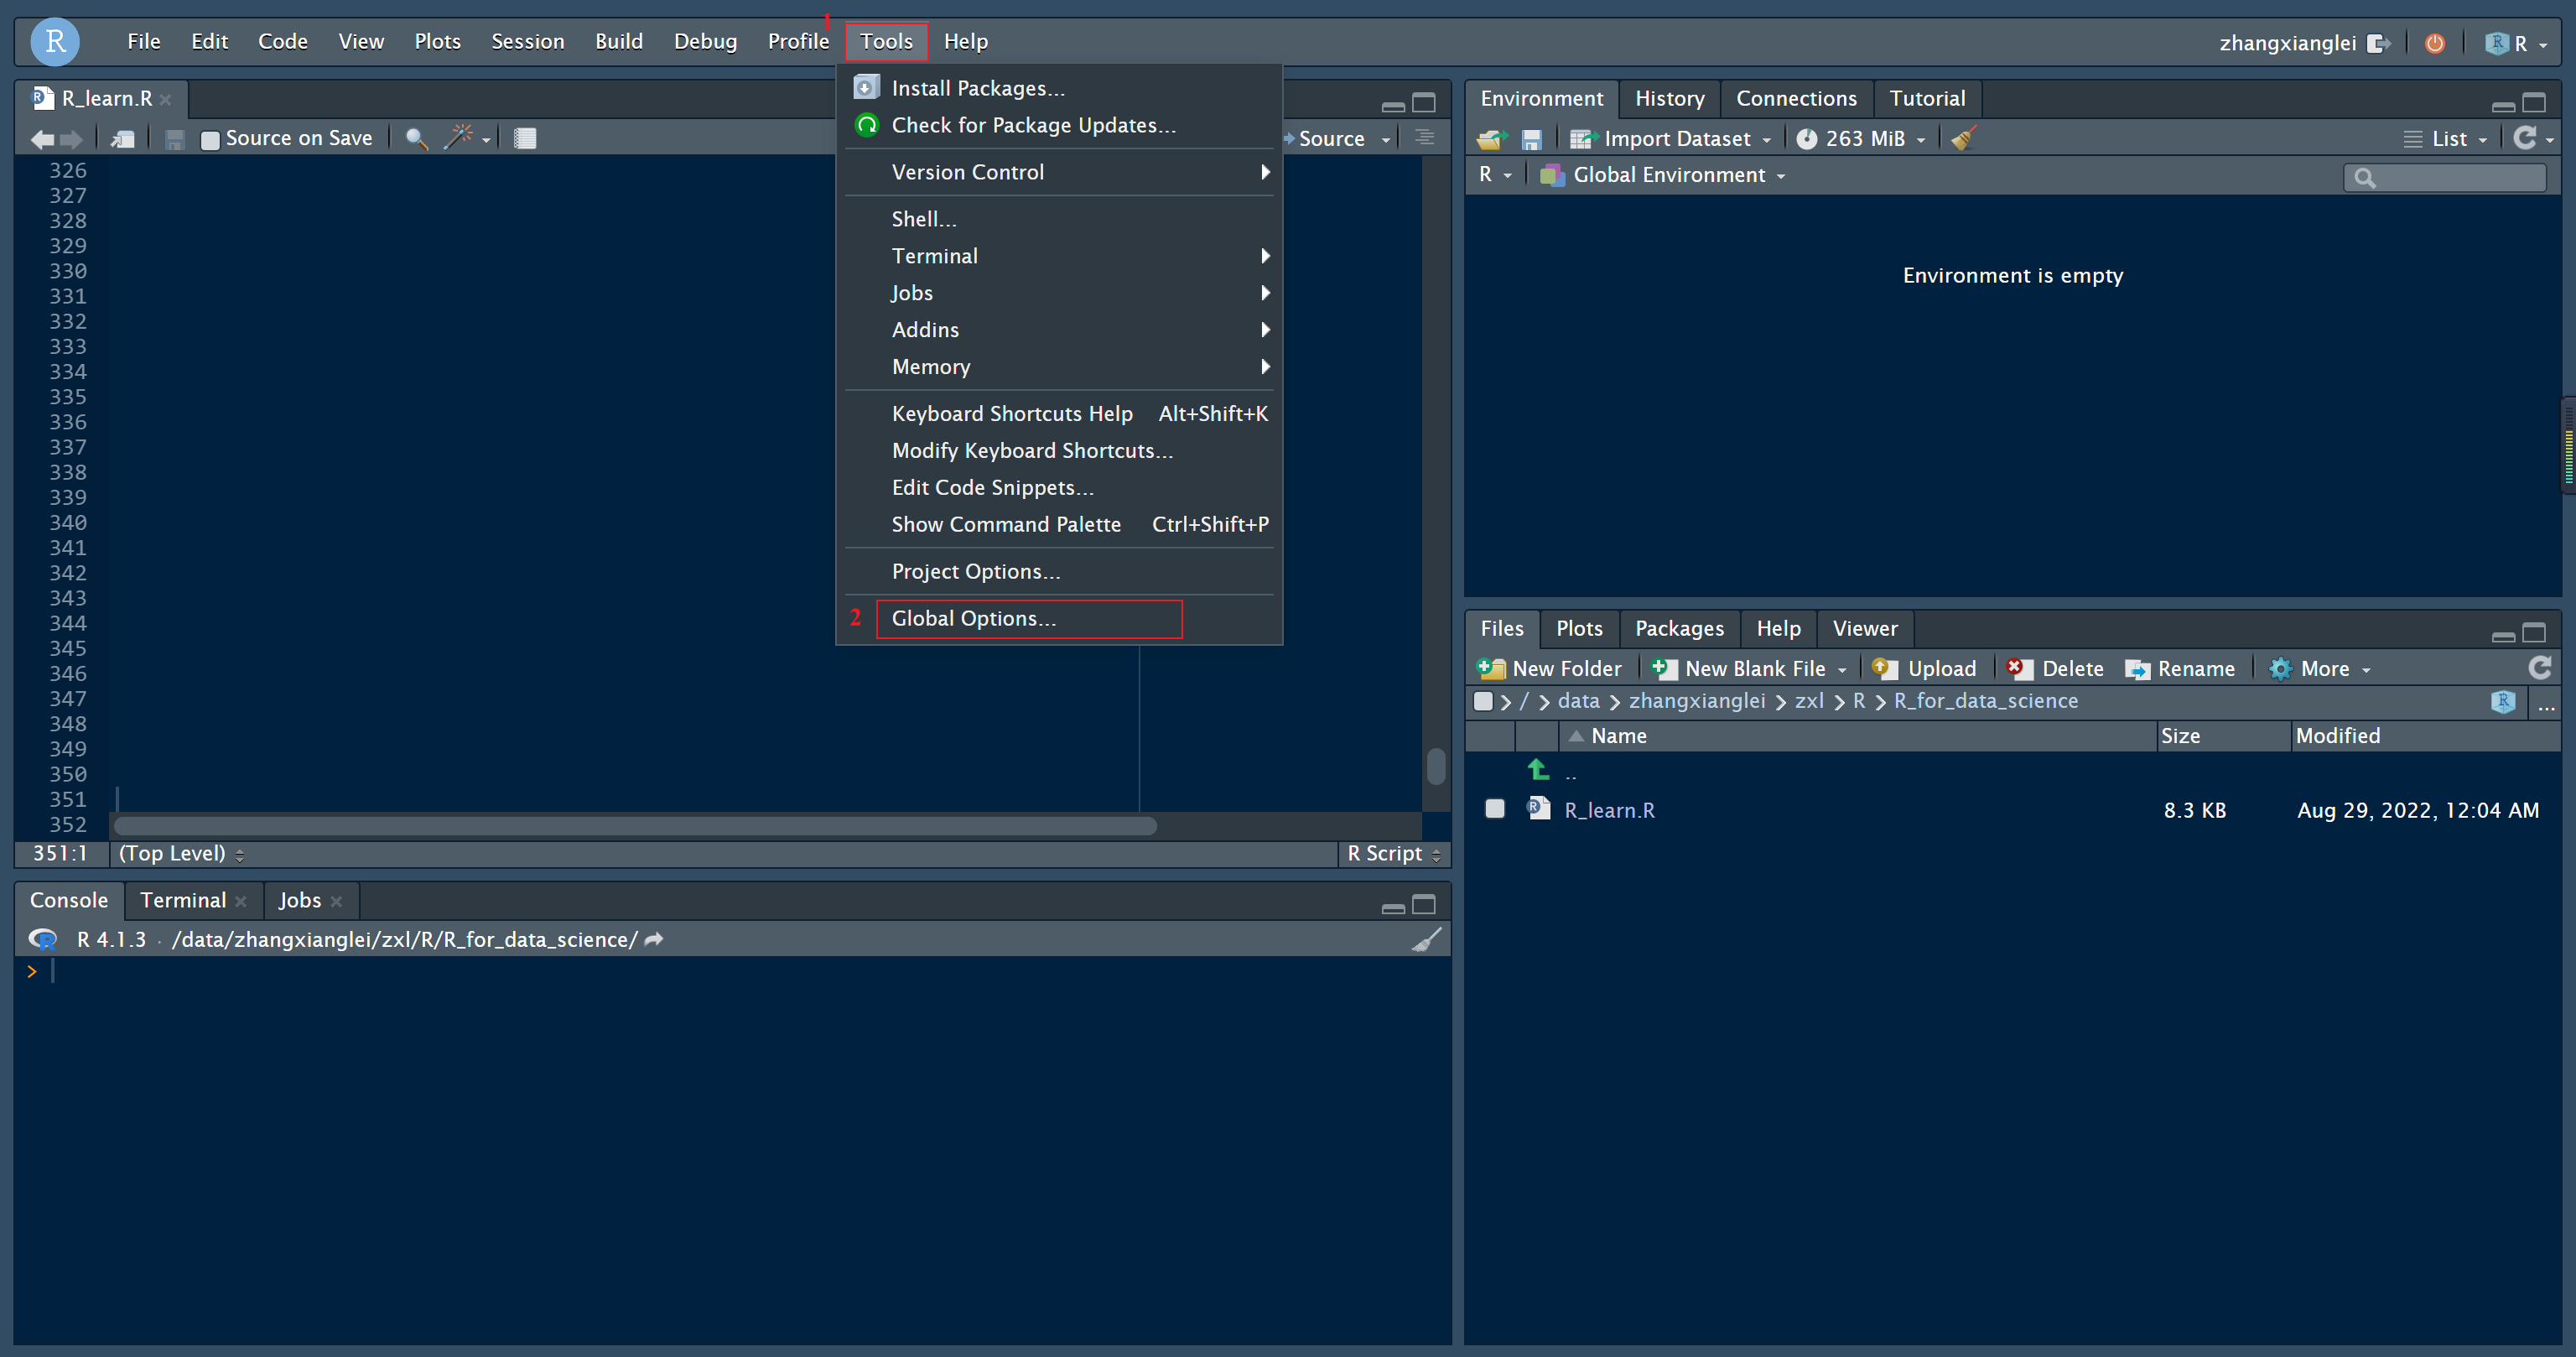 1
R File Edit Code View Plots Session Build Debug Profile Tools Help zhangxianglei R
R_learn.R
Source on Save
Source
326
327
328
329
330
331
332
333
334
335
336
337
338
339
340
341
342
343
344
345
346
347
348
349
350
351
352
351:1 (Top Level) R Script
Install Packages...
Check for Package Updates...
Version Control
Shell...
Terminal
Jobs
Addins
Memory
Keyboard Shortcuts Help Alt+Shift+K
Modify Keyboard Shortcuts...
Edit Code Snippets...
Show Command Palette Ctrl+Shift+P
Project Options...
2 Global Options...
Console Terminal Jobs
R 4.1.3 · /data/zhangxianglei/zxl/R/R_for_data_science/
>
Environment History Connections Tutorial
Import Dataset 263 MiB List
R Global Environment
Environment is empty
Files Plots Packages Help Viewer
New Folder New Blank File Upload Delete Rename More
/ data zhangxianglei zxl R R_for_data_science R ...
Name Size Modified
..
R_learn.R 8.3 KB Aug 29, 2022, 12:04 AM